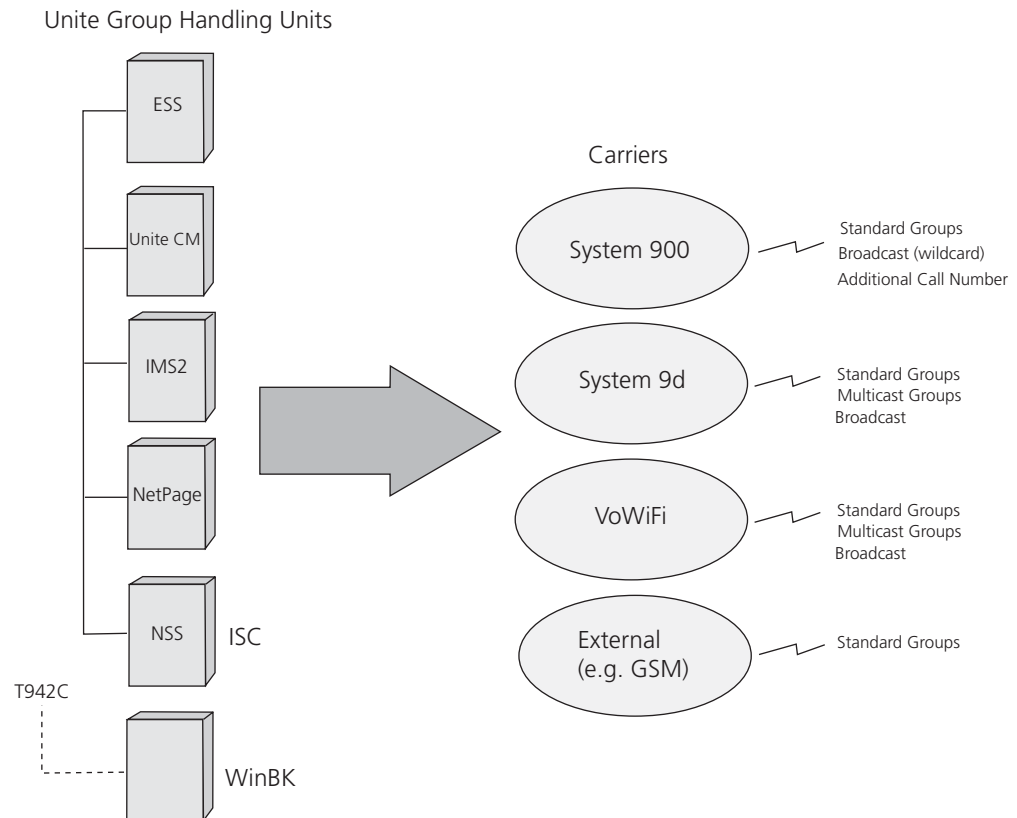 Unite Group Handling Units
ESS
Unite CM
IMS2
NetPage
NSS
ISC
T942C
WinBK
Carriers
System 900
Standard Groups
Broadcast (wildcard)
Additional Call Number
System 9d
Standard Groups
Multicast Groups
Broadcast
VoWiFi
Standard Groups
Multicast Groups
Broadcast
External
(e.g. GSM)
Standard Groups